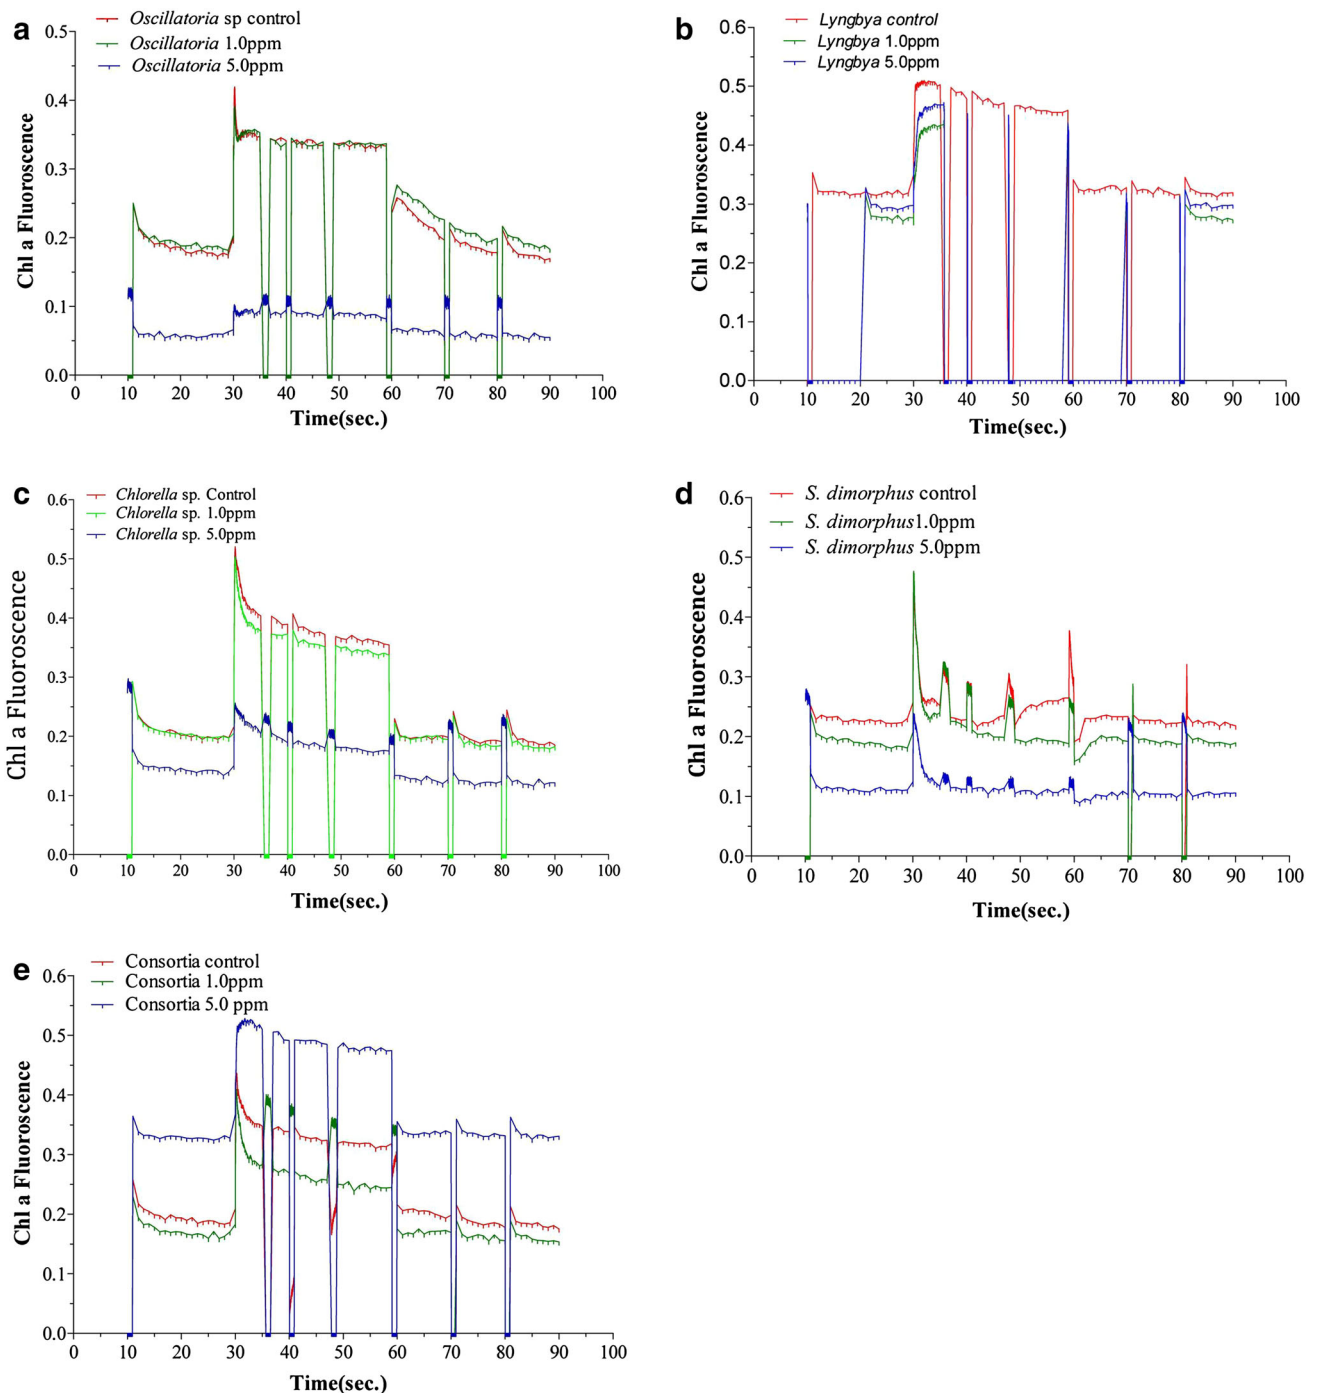 a
Oscillatoria sp control
Oscillatoria 1.0ppm
Oscillatoria 5.0ppm
Chl a Fluoroscence
0.5
0.4
0.3
0.2
0.1
0.0
0 10 20 30 40 50 60 70 80 90 100
Time(sec.)
b
Lyngbya control
Lyngbya 1.0ppm
Lyngbya 5.0ppm
Chl a Fluoroscence
0.6
0.5
0.4
0.3
0.2
0.1
0.0
0 10 20 30 40 50 60 70 80 90 100
Time(sec.)
c
Chlorella sp. Control
Chlorella sp. 1.0ppm
Chlorella sp. 5.0ppm
Chl a Fluoroscence
0.6
0.5
0.4
0.3
0.2
0.1
0.0
0 10 20 30 40 50 60 70 80 90 100
Time(sec.)
d
S. dimorphus control
S. dimorphus1.0ppm
S. dimorphus 5.0ppm
Chl a Fluoroscence
0.6
0.5
0.4
0.3
0.2
0.1
0.0
0 10 20 30 40 50 60 70 80 90 100
Time(sec.)
e
Consortia control
Consortia 1.0ppm
Consortia 5.0 ppm
Chl a Fluoroscence
0.6
0.5
0.4
0.3
0.2
0.1
0.0
0 10 20 30 40 50 60 70 80 90 100
Time(sec.)